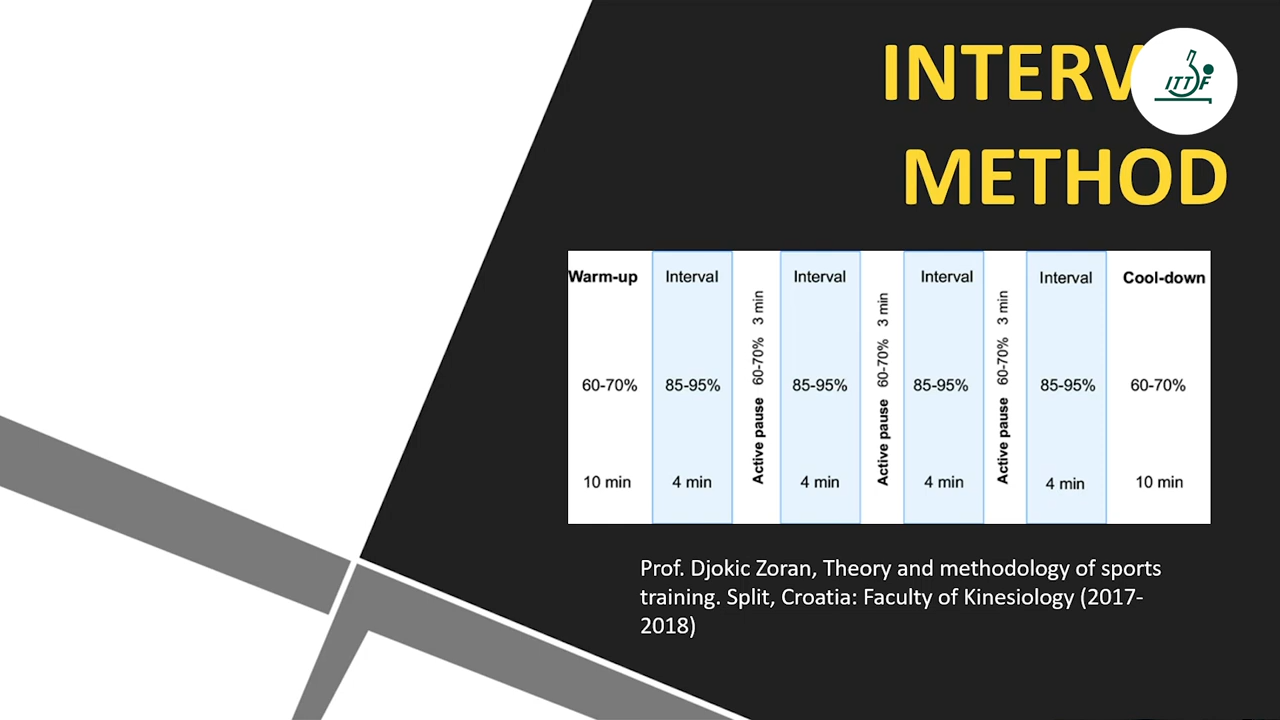 INTERV
ITTF
METHOD
Warm-up Interval Interval Interval Interval Cool-down
60-70% 85-95% Active pause 60-70% 3 min 85-95% Active pause 60-70% 3 min 85-95% Active pause 60-70% 3 min 85-95% 60-70%
10 min 4 min 4 min 4 min 4 min 10 min
Prof. Djokic Zoran, Theory and methodology of sports
training. Split, Croatia: Faculty of Kinesiology (2017-
2018)